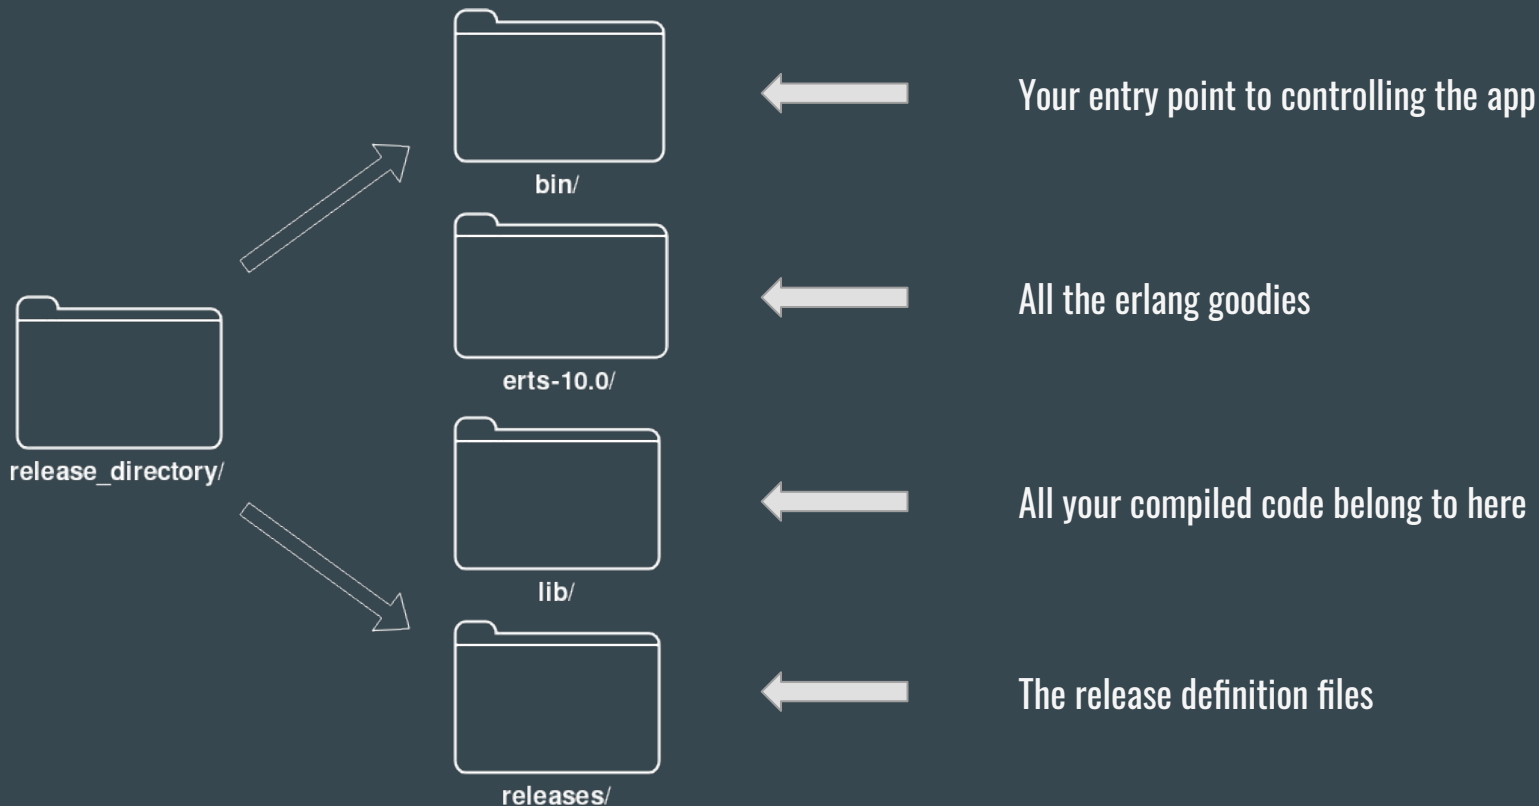 Your entry point to controlling the app
bin/
All the erlang goodies
erts-10.0/
release_directory/
All your compiled code belong to here
lib/
The release definition files
releases/